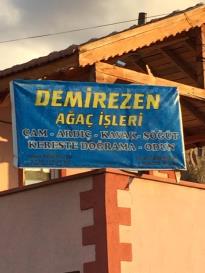 DEMİREZEN
AĞAÇ İŞLERİ
ÇAM - ARDIÇ - KAVAK - SÖĞÜT
KERESTE DOĞRAMA - ODUN